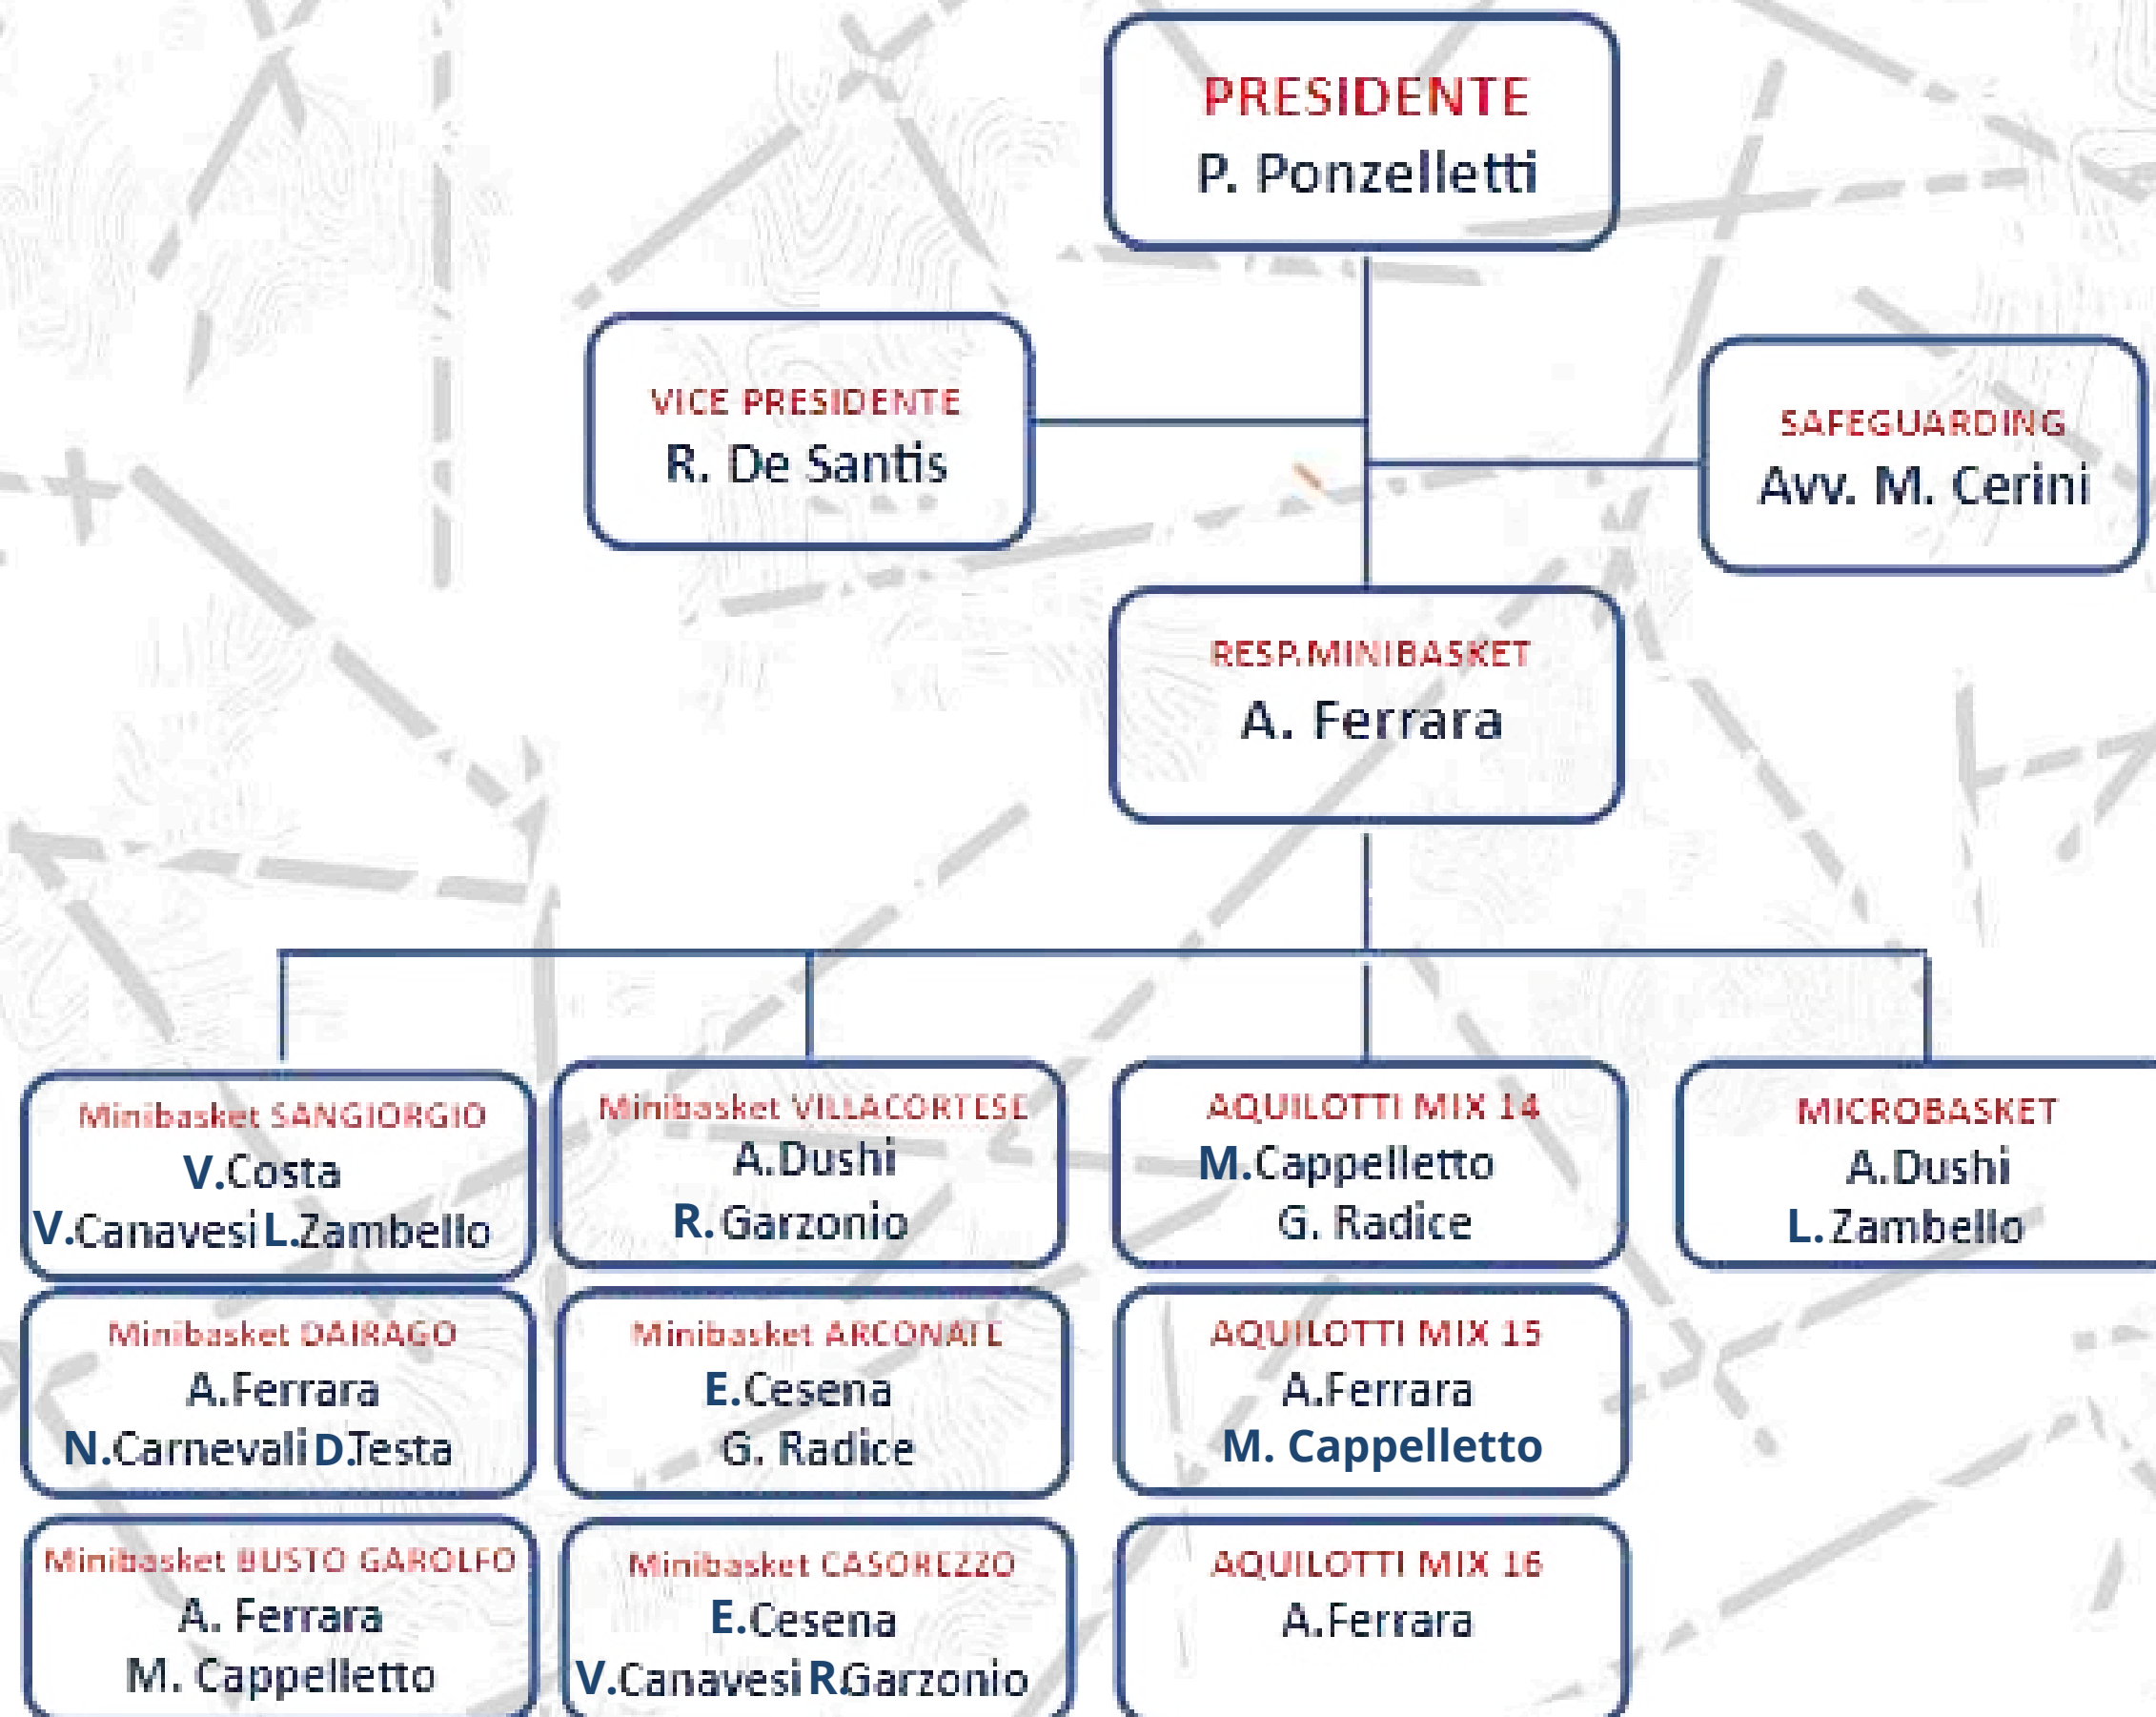 PRESIDENTE
P. Ponzelletti
VICE PRESIDENTE
R. De Santis
SAFEGUARDING
Avv. M. Cerini
RESP.MINIBASKET
A. Ferrara
Minibasket SANGIORGIO
V.Costa
V.Canavesi L.Zambello
Minibasket VILLACORTESE
A.Dushi
R.Garzonio
AQUILOTTI MIX 14
M.Cappelletto
G. Radice
MICROBASKET
A.Dushi
L.Zambello
Minibasket DAIRAGO
A.Ferrara
N.Carnevali D.Testa
Minibasket ARCONATE
E.Cesena
G. Radice
AQUILOTTI MIX 15
A.Ferrara
M. Cappelletto
Minibasket BUSTO GAROLFO
A. Ferrara
M. Cappelletto
Minibasket CASOREZZO
E.Cesena
V.Canavesi R.Garzonio
AQUILOTTI MIX 16
A.Ferrara